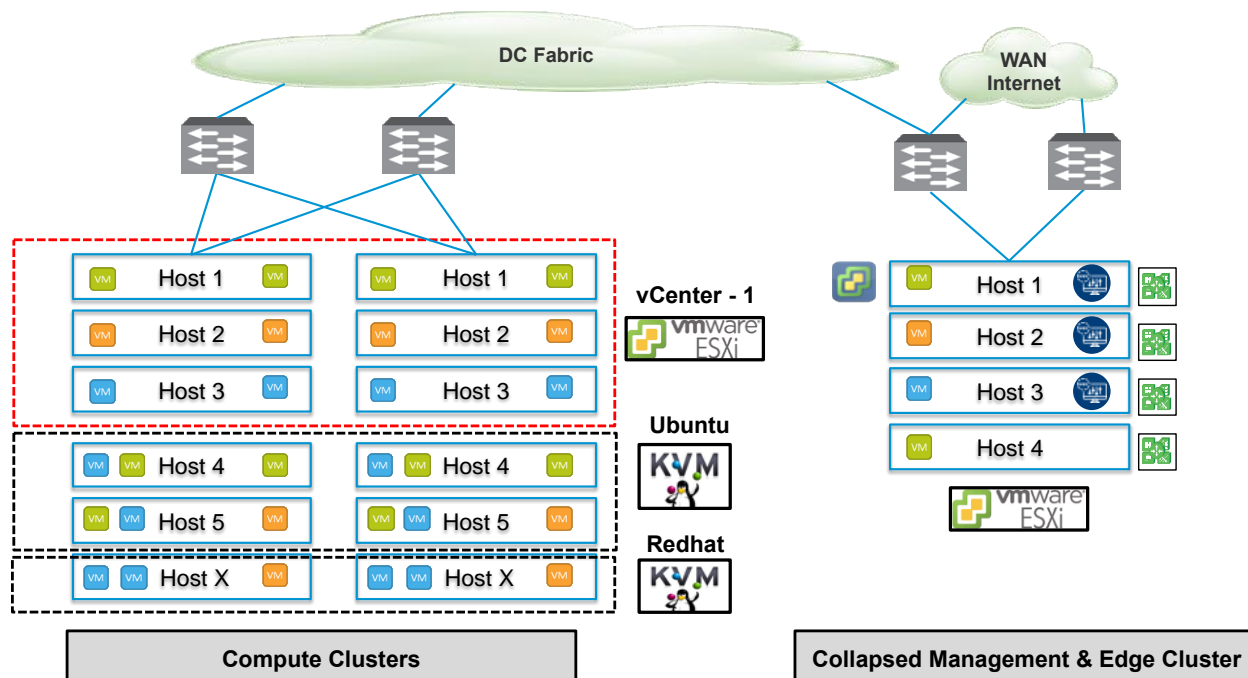 DC Fabric
WAN
Internet
VM Host 1 VM
VM Host 1 VM
VM Host 2 VM
VM Host 2 VM
VM Host 3 VM
VM Host 3 VM
vCenter - 1
vmware®
ESXi
VM VM Host 4 VM
VM VM Host 4 VM
VM VM Host 5 VM
VM VM Host 5 VM
Ubuntu
KVM
VM VM Host X VM
VM VM Host X VM
Redhat
KVM
VM Host 1
VM Host 2
VM Host 3
VM Host 4
vmware®
ESXi
Compute Clusters
Collapsed Management & Edge Cluster